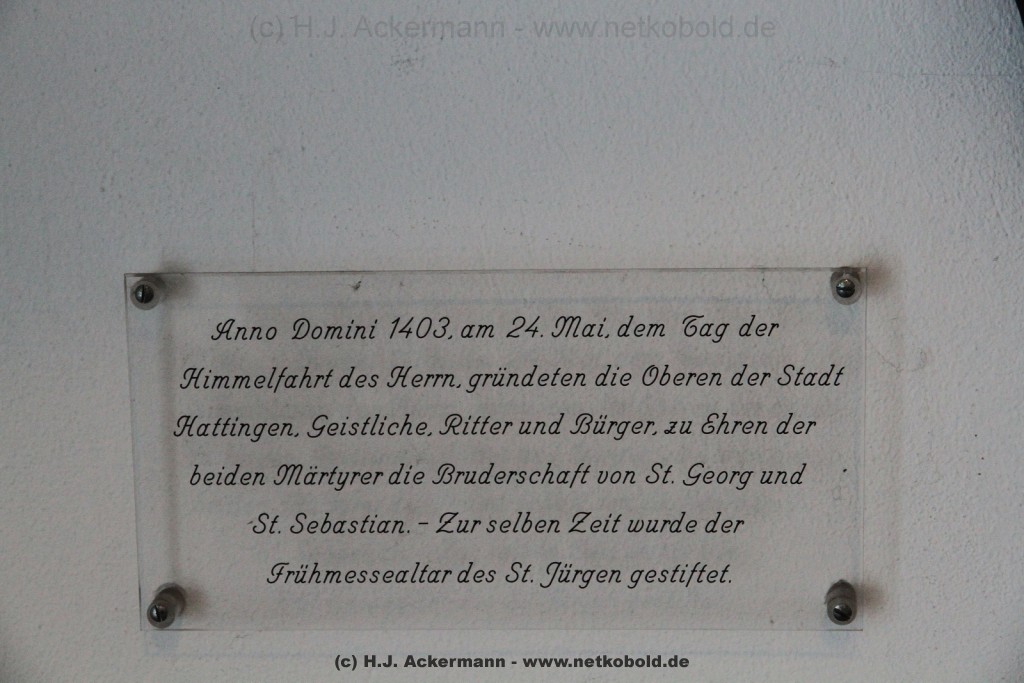 (c) H.J. Ackermann - www.netkobold.de
Anno Domini 1403, am 24. Mai, dem Tag der
Himmelfahrt des Herrn, gründeten die Oberen der Stadt
Hattingen, Geistliche, Ritter und Bürger, zu Ehren der
beiden Märtyrer die Bruderschaft von St. Georg und
St. Sebastian. - Zur selben Zeit wurde der
Frühmessealtar des St. Jürgen gestiftet.
(c) H.J. Ackermann - www.netkobold.de